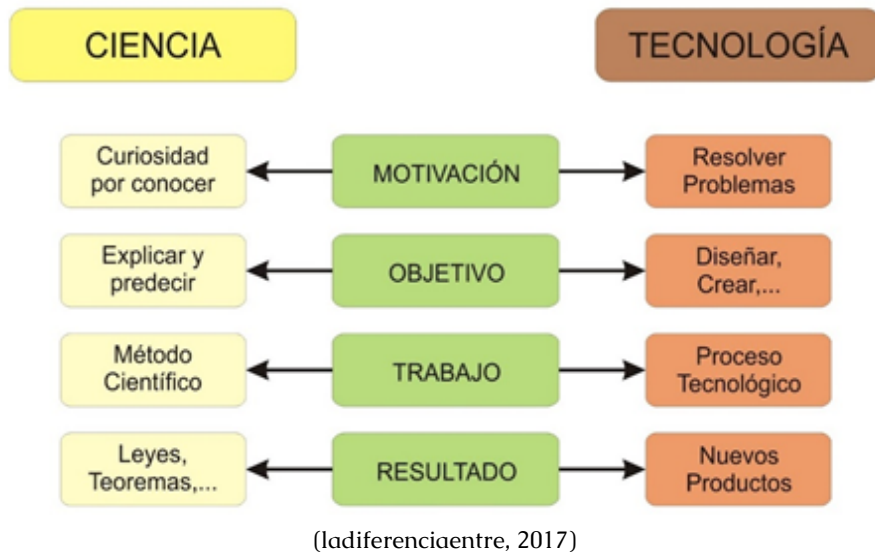 CIENCIA
TECNOLOGÍA
Curiosidad
por conocer
MOTIVACIÓN
Resolver
Problemas
Explicar y
predecir
OBJETIVO
Diseñar,
Crear,...
Método
Científico
TRABAJO
Proceso
Tecnológico
Leyes,
Teoremas,...
RESULTADO
Nuevos
Productos
(ladiferenciaentre, 2017)